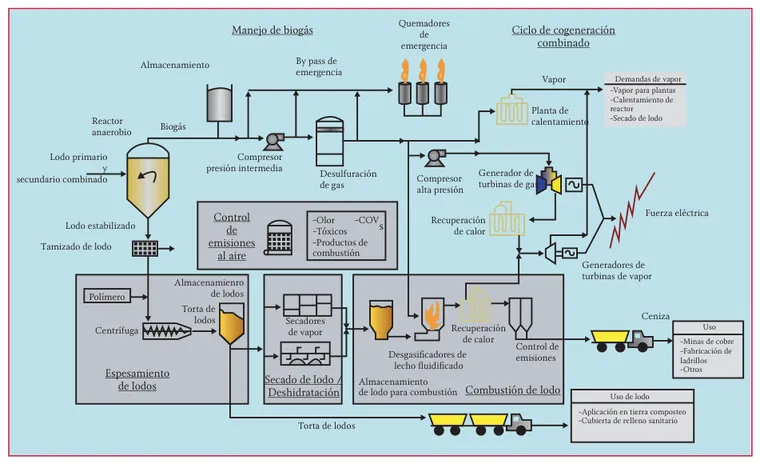 Manejo de biogás
Quemadores
de
emergencia
Ciclo de cogeneración
combinado
Almacenamiento
By pass de
emergencia
Vapor
Demandas de vapor
-Vapor para plantas
-Calentamiento de
reactor
-Secado de lodo
Reactor
anaerobio
Biogás
Planta de
calentamiento
Lodo primario
y
secundario combinado
Compresor
presión intermedia
Desulfuración
de gas
Compresor
alta presión
Generador de
turbinas de gas
Lodo estabilizado
Control
de
emisiones
al aire
-Olor
-COV
s
-Tóxicos
-Productos de
combustión
Recuperación
de calor
Fuerza eléctrica
Tamizado de lodo
Generadores de
turbinas de vapor
Almacenamienro
de lodos
Polímero
Torta de
lodos
Centrífuga
Secadores
de vapor
Recuperación
de calor
Control de
emisiones
Desgasificadores de
lecho fluidificado
Ceniza
Uso
-Minas de cobre
-Fabricación de
ladrillos
-Otros
Espesamiento
de lodos
Secado de lodo /
Deshidratación
Almacenamiento
de lodo para combustión
Combustión de lodo
Torta de lodos
Uso de lodo
-Aplicación en tierra composteo
-Cubierta de relleno sanitario